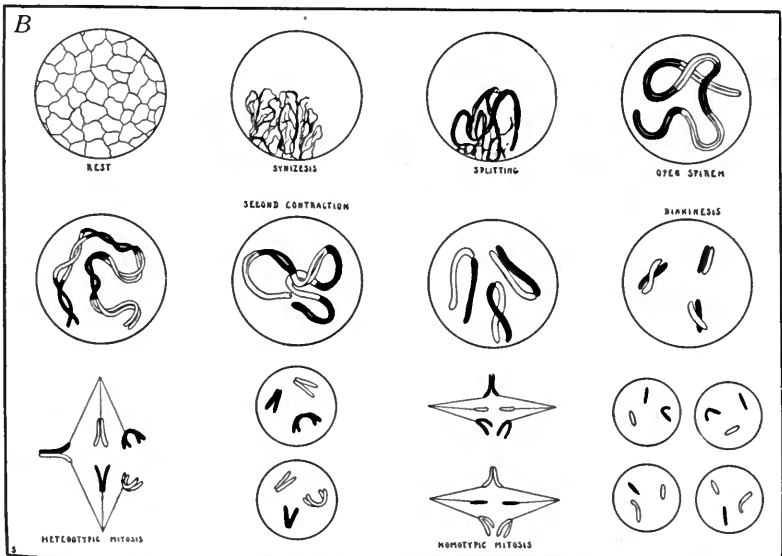 B
REST
SYNIZESIS
SPLITTING
OPEN SPIREM
SECOND CONTRACTION
DIAKINESIS
HETEROTYPIC MITOSIS
HOMOTYPIC MITOSIS
S